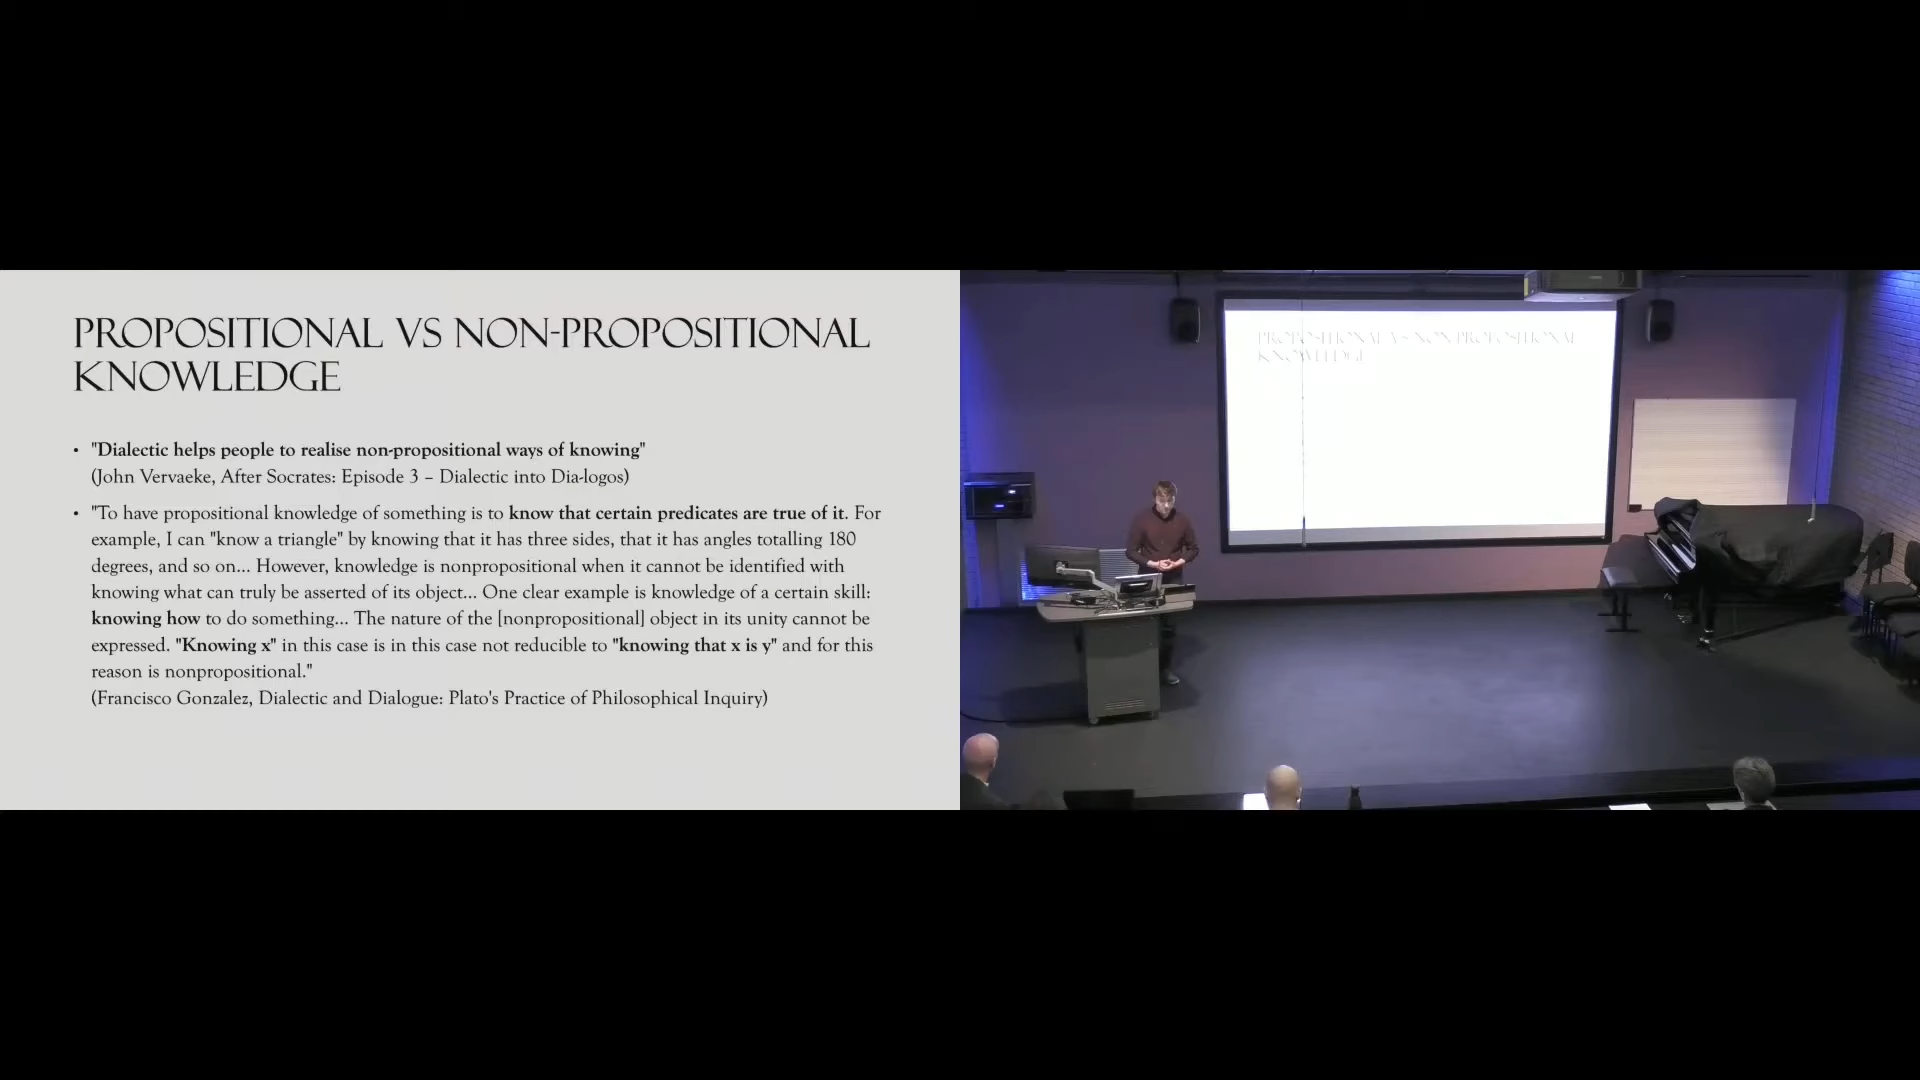 PROPOSITIONAL VS NON-PROPOSITIONAL
KNOWLEDGE
• "Dialectic helps people to realise non-propositional ways of knowing"
(John Vervaeke, After Socrates: Episode 3 – Dialectic into Dia-logos)
• "To have propositional knowledge of something is to know that certain predicates are true of it. For
example, I can "know a triangle" by knowing that it has three sides, that it has angles totalling 180
degrees, and so on... However, knowledge is nonpropositional when it cannot be identified with
knowing what can truly be asserted of its object... One clear example is knowledge of a certain skill:
knowing how to do something... The nature of the [nonpropositional] object in its unity cannot be
expressed. "Knowing x" in this case is in this case not reducible to "knowing that x is y" and for this
reason is nonpropositional."
(Francisco Gonzalez, Dialectic and Dialogue: Plato's Practice of Philosophical Inquiry)
PROPOSITIONAL VS NON-PROPOSITIONAL
KNOWLEDGE